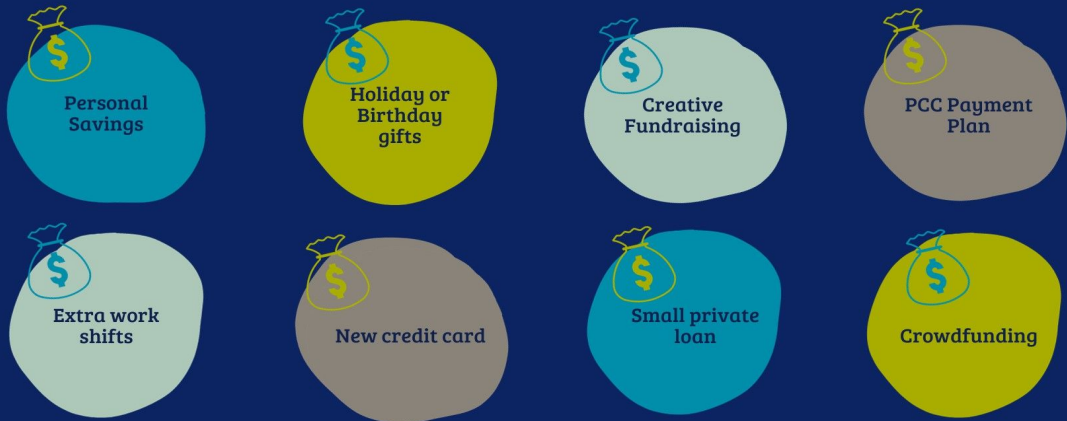 Personal
Savings
Holiday or
Birthday
gifts
Creative
Fundraising
PCC Payment
Plan
Extra work
shifts
New credit card
Small private
loan
Crowdfunding